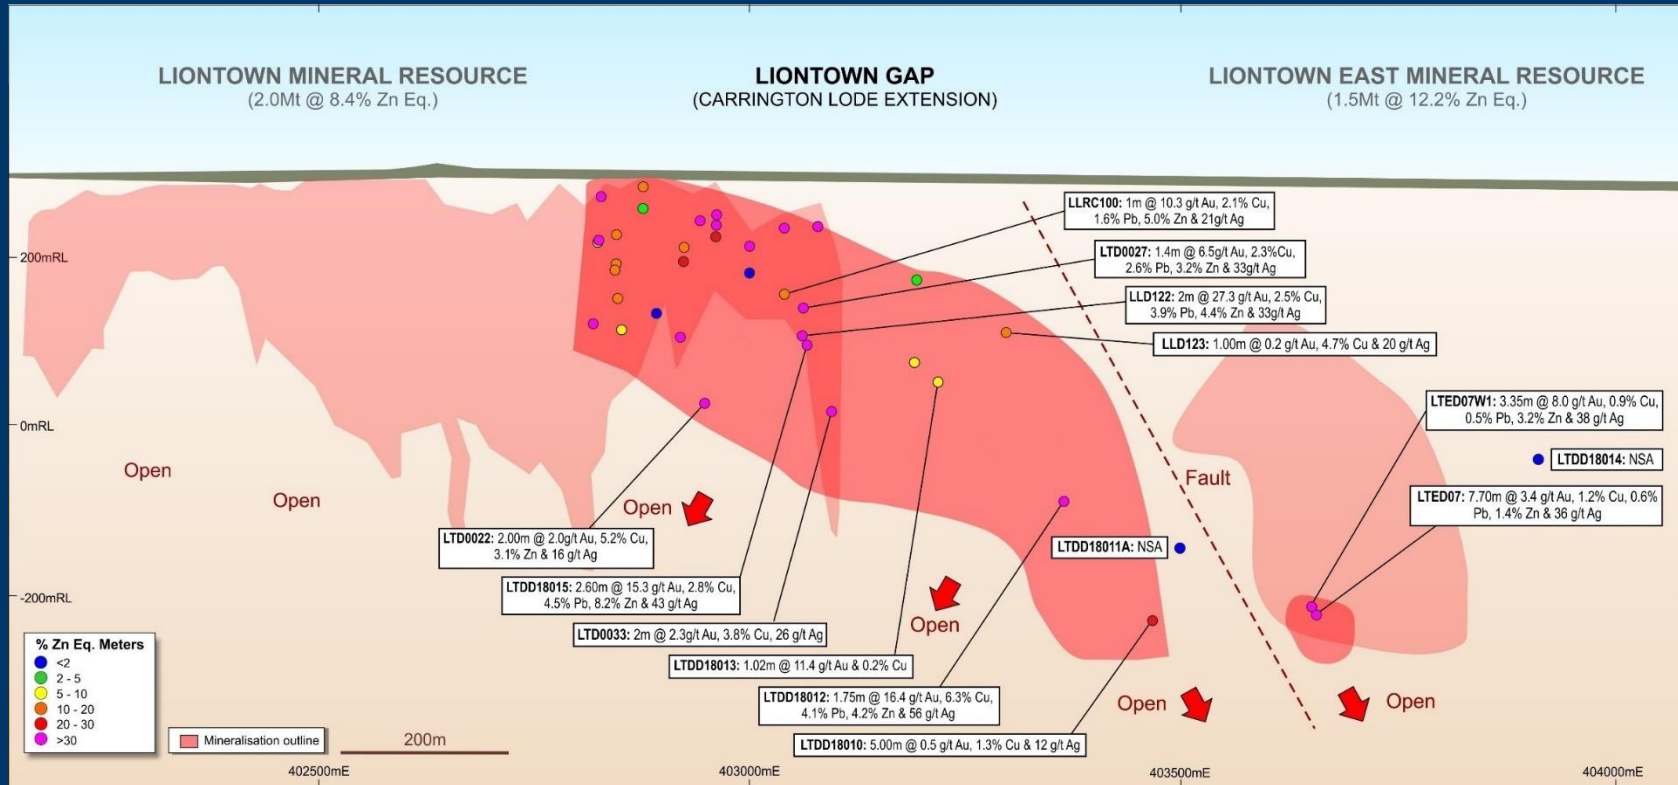 LIONTOWN MINERAL RESOURCE
(2.0Mt @ 8.4% Zn Eq.)
LIONTOWN GAP
(CARRINGTON LODE EXTENSION)
LIONTOWN EAST MINERAL RESOURCE
(1.5Mt @ 12.2% Zn Eq.)
LLRC100: 1m @ 10.3 g/t Au, 2.1% Cu,
1.6% Pb, 5.0% Zn & 21g/t Ag
LTD0027: 1.4m @ 6.5g/t Au, 2.3%Cu,
2.6% Pb, 3.2% Zn & 33g/t Ag
LLD122: 2m @ 27.3 g/t Au, 2.5% Cu,
3.9% Pb, 4.4% Zn & 33g/t Ag
LLD123: 1.00m @ 0.2 g/t Au, 4.7% Cu & 20 g/t Ag
LTED07W1: 3.35m @ 8.0 g/t Au, 0.9% Cu,
0.5% Pb, 3.2% Zn & 38 g/t Ag
LTDD18014: NSA
LTED07: 7.70m @ 3.4 g/t Au, 1.2% Cu, 0.6%
Pb, 1.4% Zn & 36 g/t Ag
200mRL
0mRL
-200mRL
Open
Open
Open
Fault
LTDD18011A: NSA
LTD0022: 2.00m @ 2.0g/t Au, 5.2% Cu,
3.1% Zn & 16 g/t Ag
LTDD18015: 2.60m @ 15.3 g/t Au, 2.8% Cu,
4.5% Pb, 8.2% Zn & 43 g/t Ag
LTD0033: 2m @ 2.3g/t Au, 3.8% Cu, 26 g/t Ag
Open
LTDD18013: 1.02m @ 11.4 g/t Au & 0.2% Cu
LTDD18012: 1.75m @ 16.4 g/t Au, 6.3% Cu,
4.1% Pb, 4.2% Zn & 56 g/t Ag
LTDD18010: 5.00m @ 0.5 g/t Au, 1.3% Cu & 12 g/t Ag
Open
Open
% Zn Eq. Meters
<2
2 - 5
5 - 10
10 - 20
20 - 30
>30
Mineralisation outline
200m
402500mE
403000mE
403500mE
404000mE